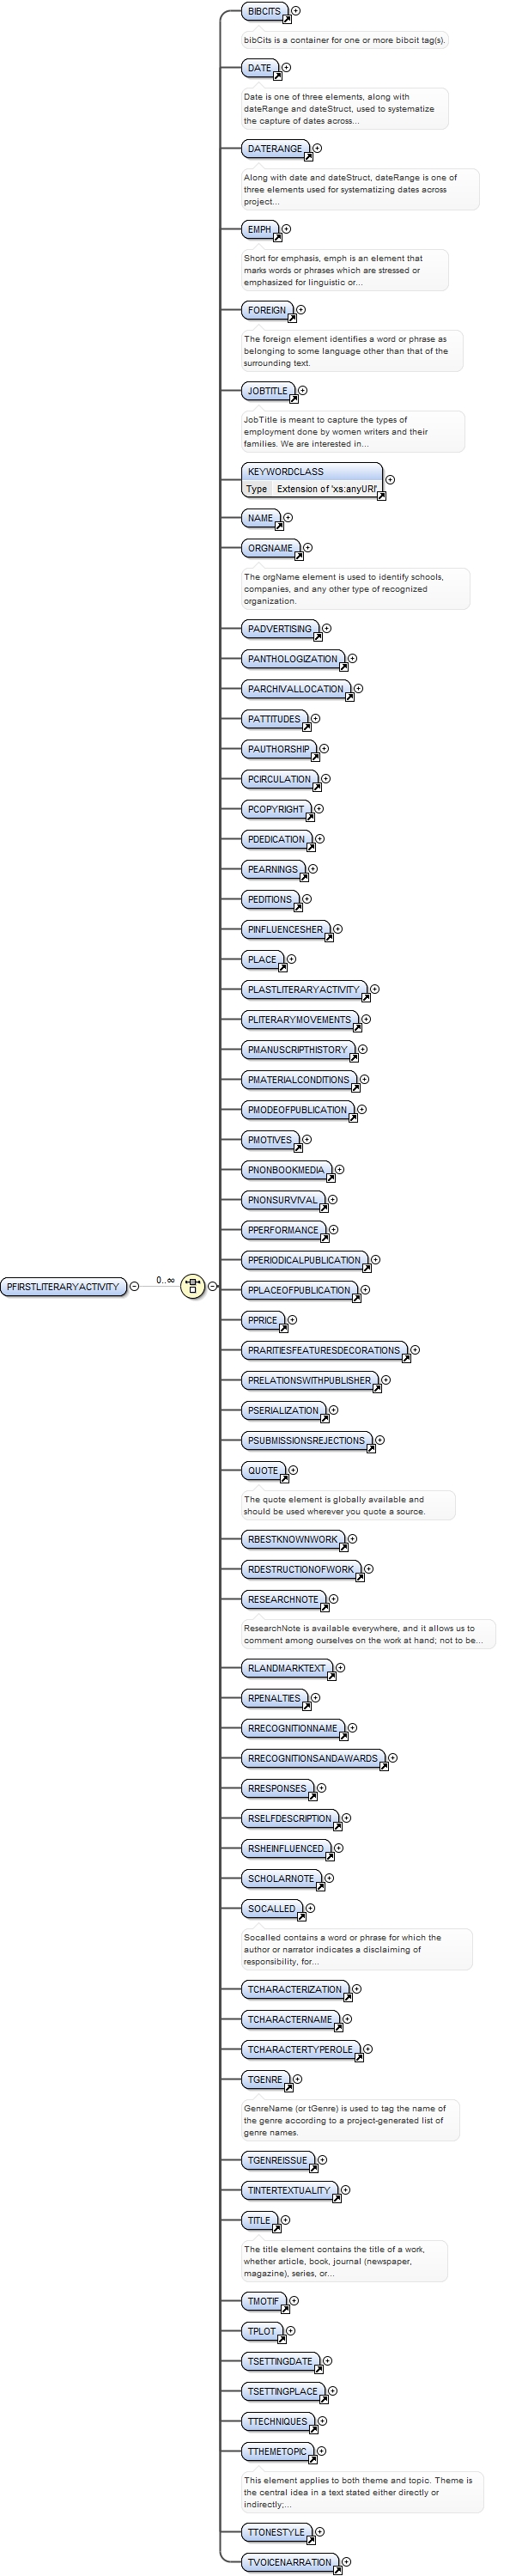 BIBCITS
bibCits is a container for one or more bibcit tag(s).
DATE
Date is one of three elements, along with
dateRange and dateStruct, used to systematize
the capture of dates across...
DATERANGE
Along with date and dateStruct, dateRange is one of
three elements used for systematizing dates across
project...
EMPH
Short for emphasis, emph is an element that
marks words or phrases which are stressed or
emphasized for linguistic or...
FOREIGN
The foreign element identifies a word or phrase as
belonging to some language other than that of the
surrounding text.
JOBTITLE
JobTitle is meant to capture the types of
employment done by women writers and their
families. We are interested in...
KEYWORDCLASS
Type Extension of 'xs:anyURI'
NAME
ORGNAME
The orgName element is used to identify schools,
companies, and any other type of recognized
organization.
PADVERTISING
PANTHOLOGIZATION
PARCHIVALLOCATION
PATTITUDES
PAUTHORSHIP
PCIRCULATION
PCOPYRIGHT
PDEDICATION
PEARNINGS
PEDITIONS
PINFLUENCESHER
PLACE
PLASTLITERARYACTIVITY
PLITERARYMOVEMENTS
PMANUSCRIPTHISTORY
PMATERIALCONDITIONS
PMODEOFPUBLICATION
PMOTIVES
PNONBOOKMEDIA
PNONSURVIVAL
PPERFORMANCE
PPERIODICALPUBLICATION
PFIRSTLITERARYACTIVITY 0..∞
PPLACEOFPUBLICATION
PPRICE
PRARITIESFEATURESDECORATIONS
PRELATIONSWITHPUBLISHER
PSERIALIZATION
PSUBMISSIONSREJECTIONS
QUOTE
The quote element is globally available and
should be used wherever you quote a source.
RBESTKNOWNWORK
RDESTRUCTIONOFWORK
RESEARCHNOTE
ResearchNote is available everywhere, and it allows us to
comment among ourselves on the work at hand; not to be...
RLANDMARKTEXT
RPENALTIES
RRECOGNITIONNAME
RRECOGNITIONSANDAWARDS
RRESPONSES
RSELFDESCRIPTION
RSHEINFLUENCED
SCHOLARNOTE
SOCALLED
Socalled contains a word or phrase for which the
author or narrator indicates a disclaiming of
responsibility, for...
TCHARACTERIZATION
TCHARACTERNAME
TCHARACTERTYPEROLE
TGENRE
GenreName (or tGenre) is used to tag the name of
the genre according to a project-generated list of
genre names.
TGENREISSUE
TINTERTEXTUALITY
TITLE
The title element contains the title of a work,
whether article, book, journal (newspaper,
magazine), series, or...
TMOTIF
TPLOT
TSETTINGDATE
TSETTINGPLACE
TTECHNIQUES
TTHEMETOPIC
This element applies to both theme and topic. Theme is
the central idea in a text stated either directly or
indirectly;...
TTONESTYLE
TVOICENARRATION